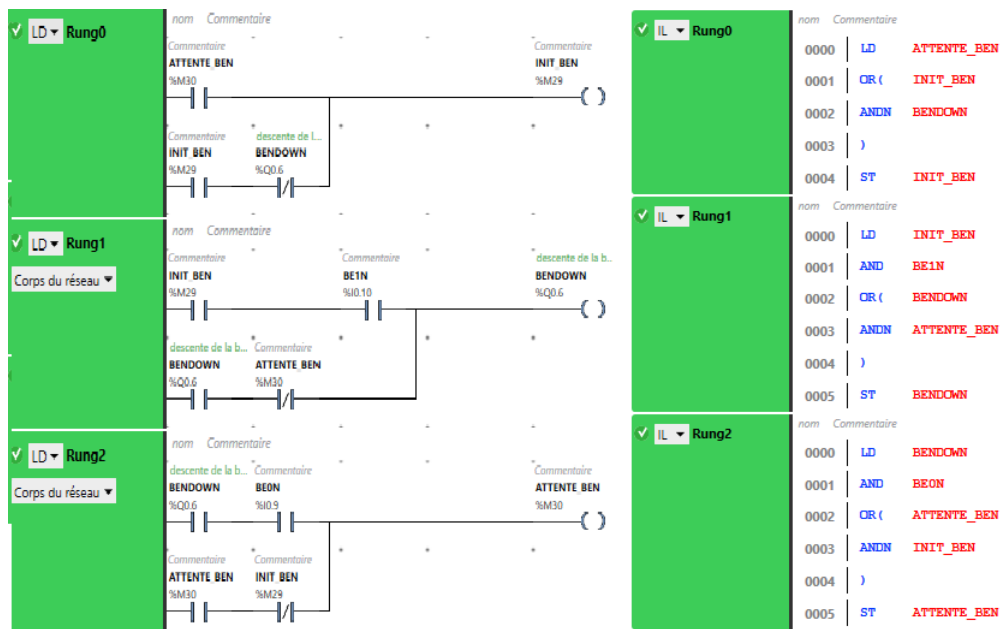 LD Rung0
nom Commentaire
Commentaire
ATTENTE_BEN
%M30
Commentaire
INIT_BEN
%M29
Commentaire
INIT_BEN
%M29
descente de l...
BENDOWN
%Q0.6
LD Rung1
Corps du réseau
nom Commentaire
Commentaire
INIT_BEN
%M29
Commentaire
BE1N
%I0.10
descente de la b..
BENDOWN
%Q0.6
descente de la b...
BENDOWN
%Q0.6
Commentaire
ATTENTE_BEN
%M30
LD Rung2
Corps du réseau
nom Commentaire
descente de la b...
BENDOWN
%Q0.6
Commentaire
BE0N
%I0.9
Commentaire
ATTENTE_BEN
%M30
Commentaire
ATTENTE_BEN
%M30
Commentaire
INIT_BEN
%M29
IL Rung0
nom Commentaire
0000 LD ATTENTE_BEN
0001 OR( INIT_BEN
0002 ANDN BENDOWN
0003 )
0004 ST INIT_BEN
IL Rung1
nom Commentaire
0000 LD INIT_BEN
0001 AND BE1N
0002 OR( BENDOWN
0003 ANDN ATTENTE_BEN
0004 )
0005 ST BENDOWN
IL Rung2
nom Commentaire
0000 LD BENDOWN
0001 AND BE0N
0002 OR( ATTENTE_BEN
0003 ANDN INIT_BEN
0004 )
0005 ST ATTENTE_BEN